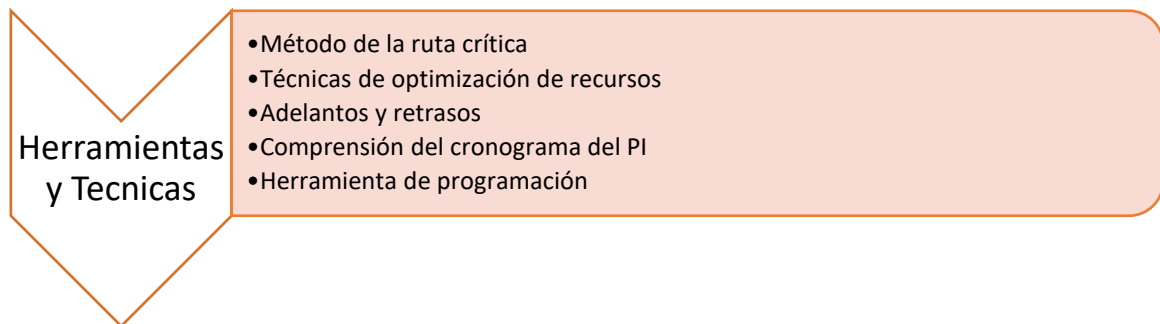 Herramientas
y Tecnicas
•Método de la ruta crítica
•Técnicas de optimización de recursos
•Adelantos y retrasos
•Comprensión del cronograma del PI
•Herramienta de programación